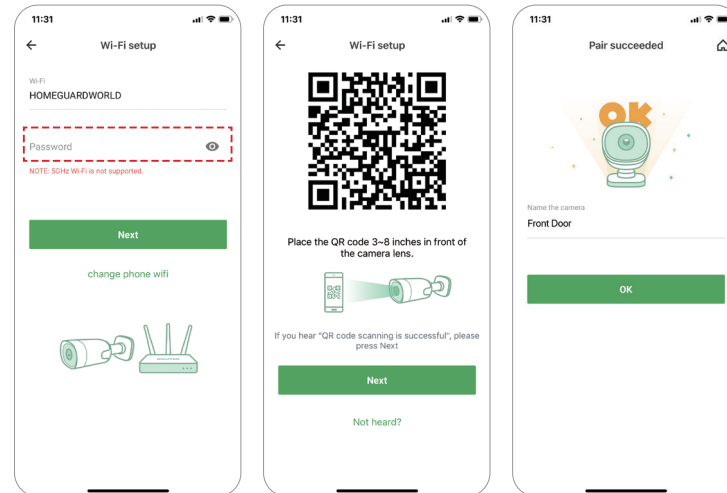 11:31
Wi-Fi setup
Wi-Fi
HOMEGUARDWORLD
Password
NOTE: 5GHz Wi-Fi is not supported.
Next
change phone wifi
11:31
Wi-Fi setup
Place the QR code 3~8 inches in front of
the camera lens.
If you hear "QR code scanning is successful", please
press Next
Next
Not heard?
11:31
Pair succeeded
OK
Name the camera
Front Door
OK